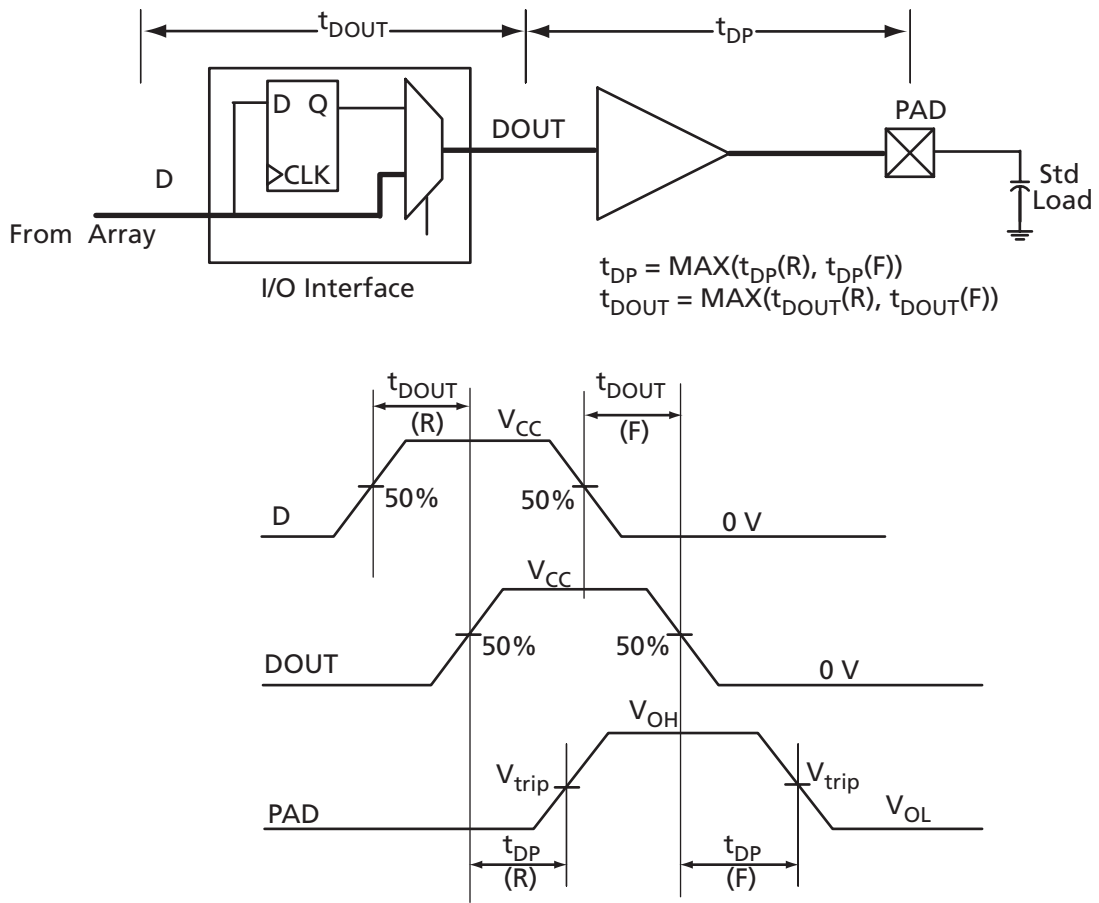 tDOUT
tDP
D Q
CLK
D
From Array
I/O Interface
DOUT
PAD
Std
Load
tDP = MAX(tDP(R), tDP(F))
tDOUT = MAX(tDOUT(R), tDOUT(F))
tDOUT
(R)
tDOUT
(F)
VCC
50%
50%
D
0 V
VCC
50%
50%
DOUT
0 V
VOH
Vtrip
Vtrip
PAD
VOL
tDP
(R)
tDP
(F)